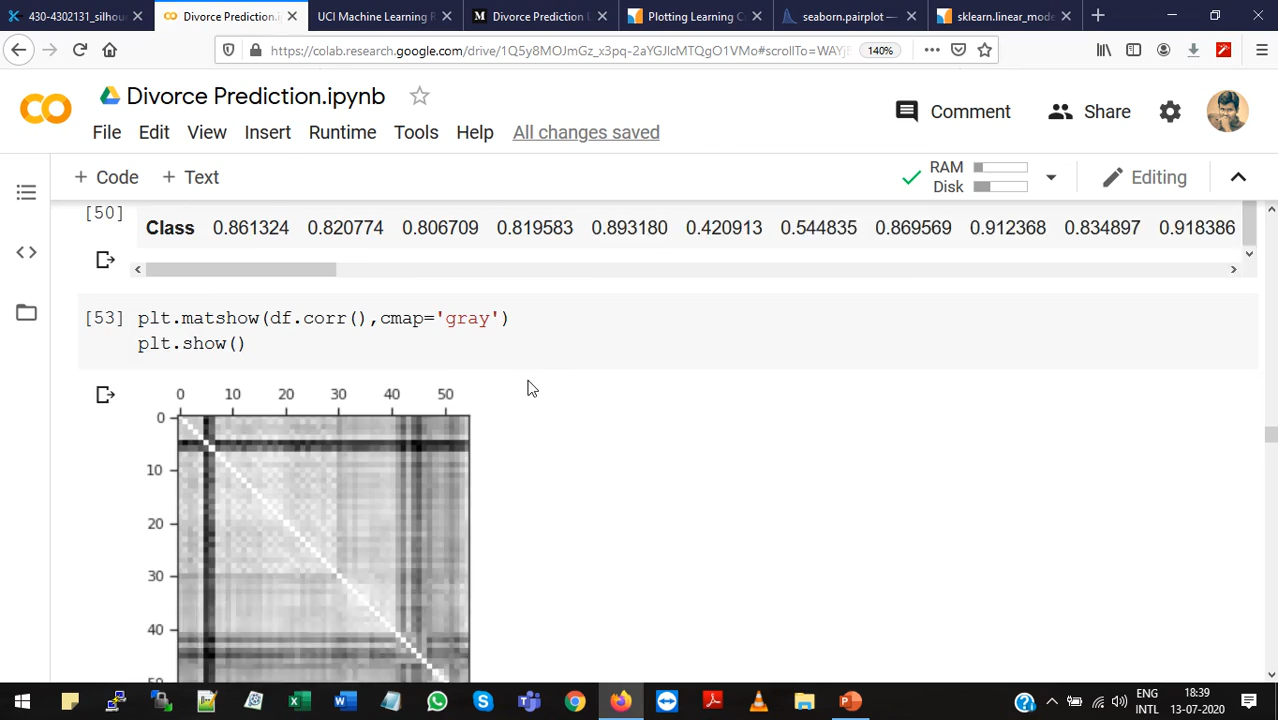 430-4302131_silhou
Divorce Prediction.ip
UCI Machine Learning R
Divorce Prediction D
Plotting Learning C
seaborn.pairplot —
sklearn.linear_mode
https://colab.research.google.com/drive/1Q5y8MOJmGz_x3pq-2aYGJIcMTQgO1VMo#scrollTo=WAYjB
140%
Divorce Prediction.ipynb
Comment
Share
File Edit View Insert Runtime Tools Help All changes saved
+ Code + Text
RAM
Disk
Editing
[50]
Class 0.861324 0.820774 0.806709 0.819583 0.893180 0.420913 0.544835 0.869569 0.912368 0.834897 0.918386
[53] plt.matshow(df.corr(),cmap='gray')
plt.show()
0 10 20 30 40 50
0
10
20
30
40
50
ENG
INTL
18:39
13-07-2020